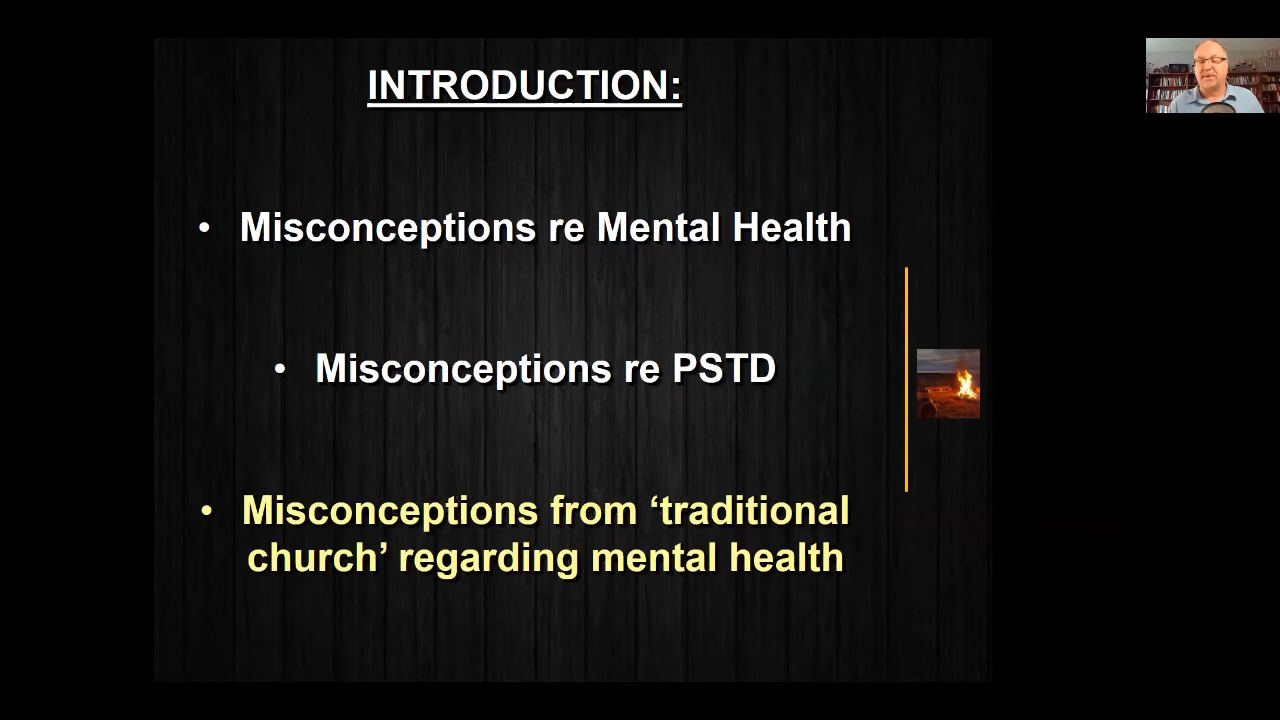 INTRODUCTION:
• Misconceptions re Mental Health
• Misconceptions re PSTD
• Misconceptions from ‘traditional
church’ regarding mental health